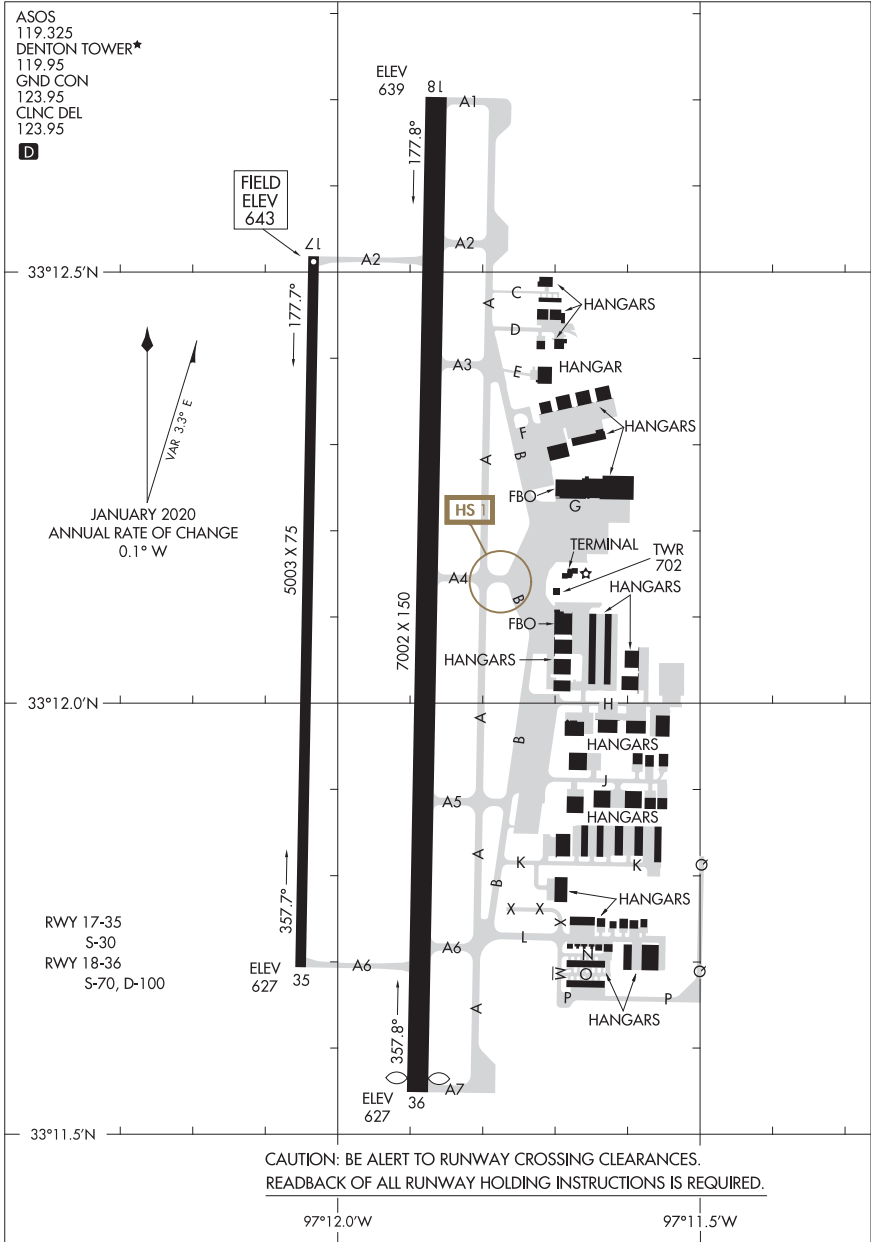 ASOS
119.325
DENTON TOWER★
119.95
GND CON
123.95
CLNC DEL
123.95
D
ELEV
639
18
A1
177.8°
FIELD
ELEV
643
17
A2
A2
33°12.5'N
177.7°
C
A
HANGARS
D
A3
E
HANGAR
VAR 3.3° E
F
HANGARS
A
B
FBO
G
HS 1
JANUARY 2020
ANNUAL RATE OF CHANGE
0.1° W
5003 X 75
TERMINAL
TWR
702
A4
HANGARS
B
7002 X 150
FBO
HANGARS
33°12.0'N
H
A
B
HANGARS
J
A5
HANGARS
A
K
K
Q
B
357.7°
HANGARS
X
X
X
RWY 17-35
S-30
RWY 18-36
S-70, D-100
L
A6
N
ELEV
627
35
A6
W
O
Q
P
P
A
HANGARS
357.8°
A7
ELEV
627
36
33°11.5'N
CAUTION: BE ALERT TO RUNWAY CROSSING CLEARANCES.
READBACK OF ALL RUNWAY HOLDING INSTRUCTIONS IS REQUIRED.
97°12.0'W
97°11.5'W